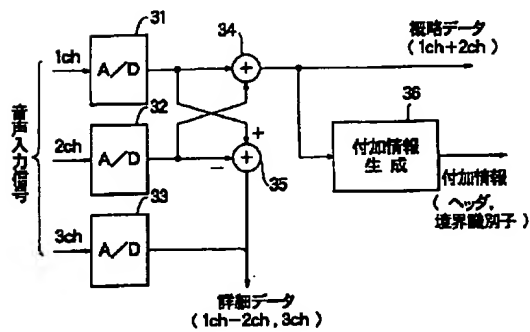 31
1ch
A/D
34
+
概略データ
(1ch+2ch)
32
2ch
A/D
+
−
+
35
36
付加情報
生成
付加情報
(ヘッダ,
境界識別子)
音声入力信号
33
3ch
A/D
詳細データ
(1ch−2ch,3ch)